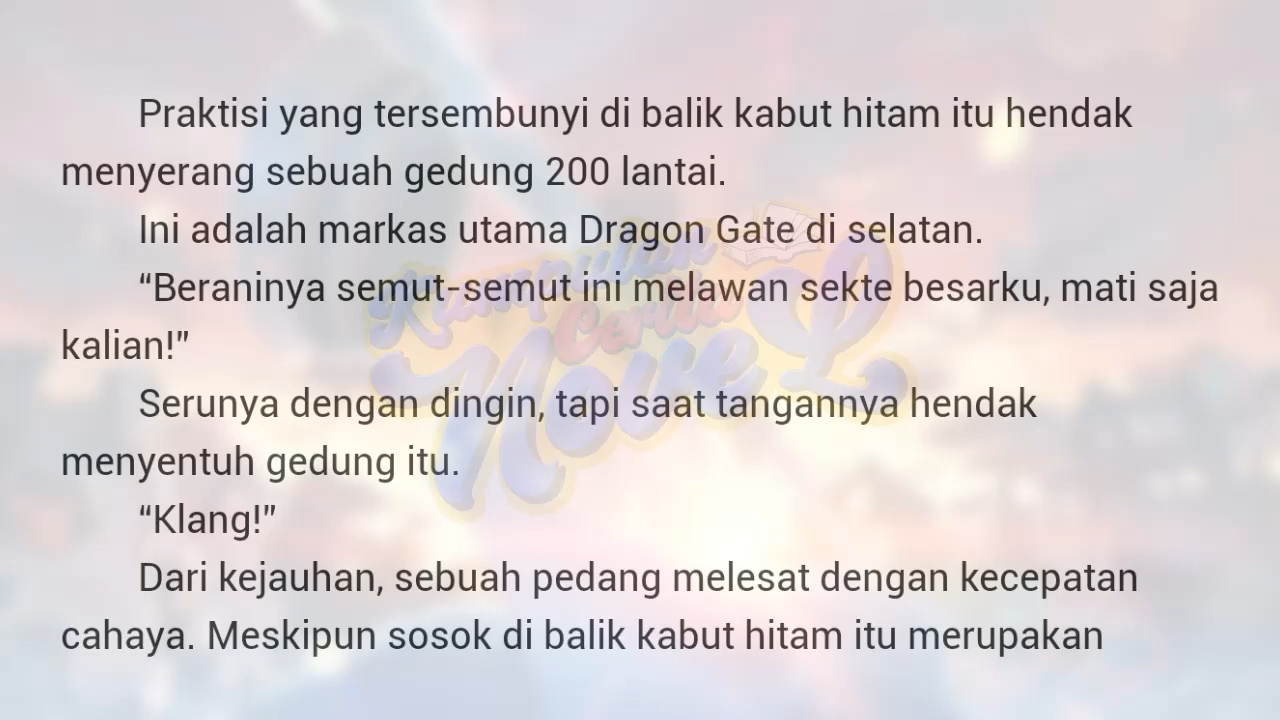 Praktisi yang tersembunyi di balik kabut hitam itu hendak
menyerang sebuah gedung 200 lantai.
Ini adalah markas utama Dragon Gate di selatan.
“Beraninya semut-semut ini melawan sekte besarku, mati saja
kalian!”
Serunya dengan dingin, tapi saat tangannya hendak
menyentuh gedung itu.
“Klang!”
Dari kejauhan, sebuah pedang melesat dengan kecepatan
cahaya. Meskipun sosok di balik kabut hitam itu merupakan
Kumpulan
Cerita
Novel